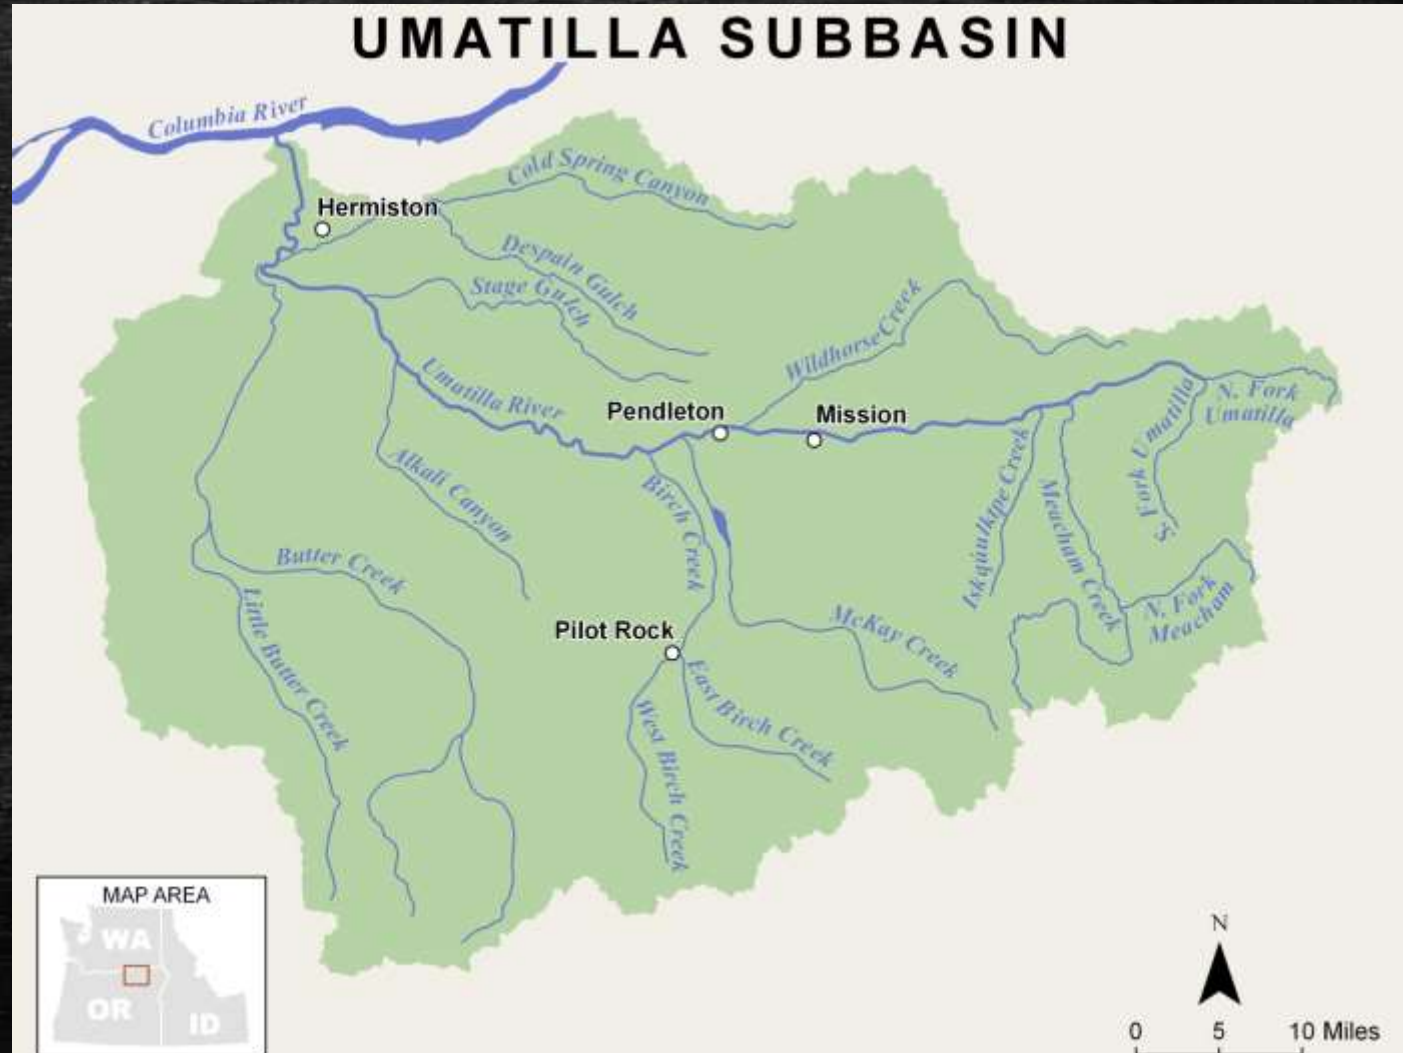 UMATILLA SUBBASIN
Columbia River
Cold Spring Canyon
Hermiston
Despain Gulch
Stage Gulch
Wildhorse Creek
Umatilla River
Pendleton
Mission
N. Fork
Umatilla
S. Fork Umatilla
Alkali Canyon
Birch Creek
Iskquulktpe Creek
Meacham Creek
Butter Creek
N. Fork
Meacham
Little Butter Creek
Pilot Rock
McKay Creek
East Birch Creek
West Birch Creek
MAP AREA
WA
OR
ID
N
0 5 10 Miles